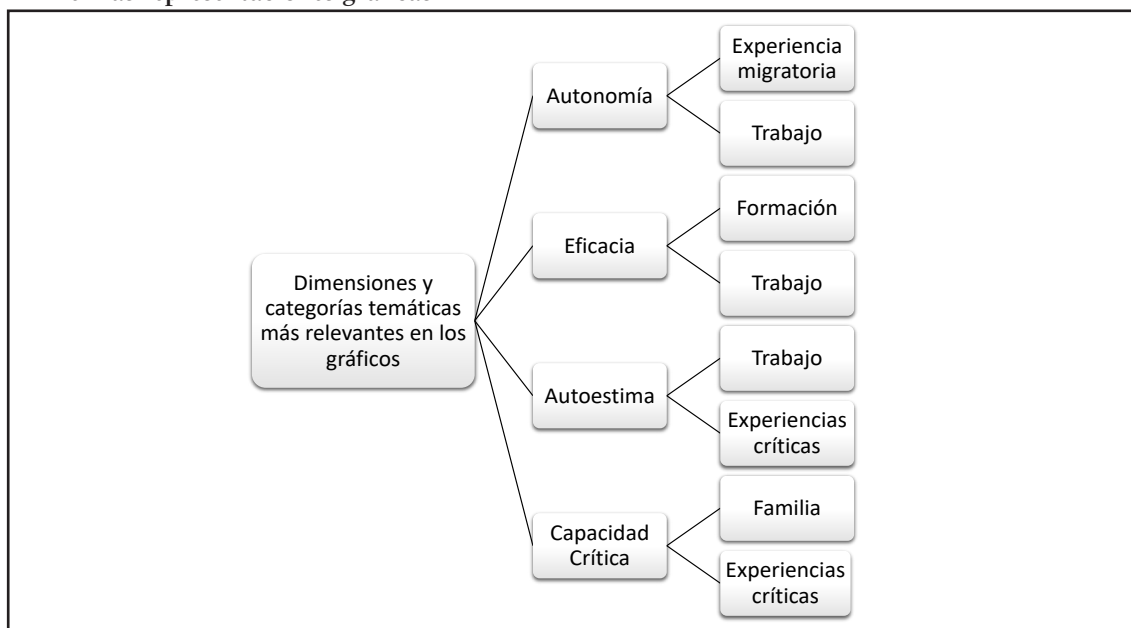 Dimensiones y
categorías temáticas
más relevantes en los
gráficos
Autonomía
Experiencia
migratoria
Trabajo
Eficacia
Formación
Trabajo
Autoestima
Trabajo
Experiencias
críticas
Capacidad
Crítica
Familia
Experiencias
críticas